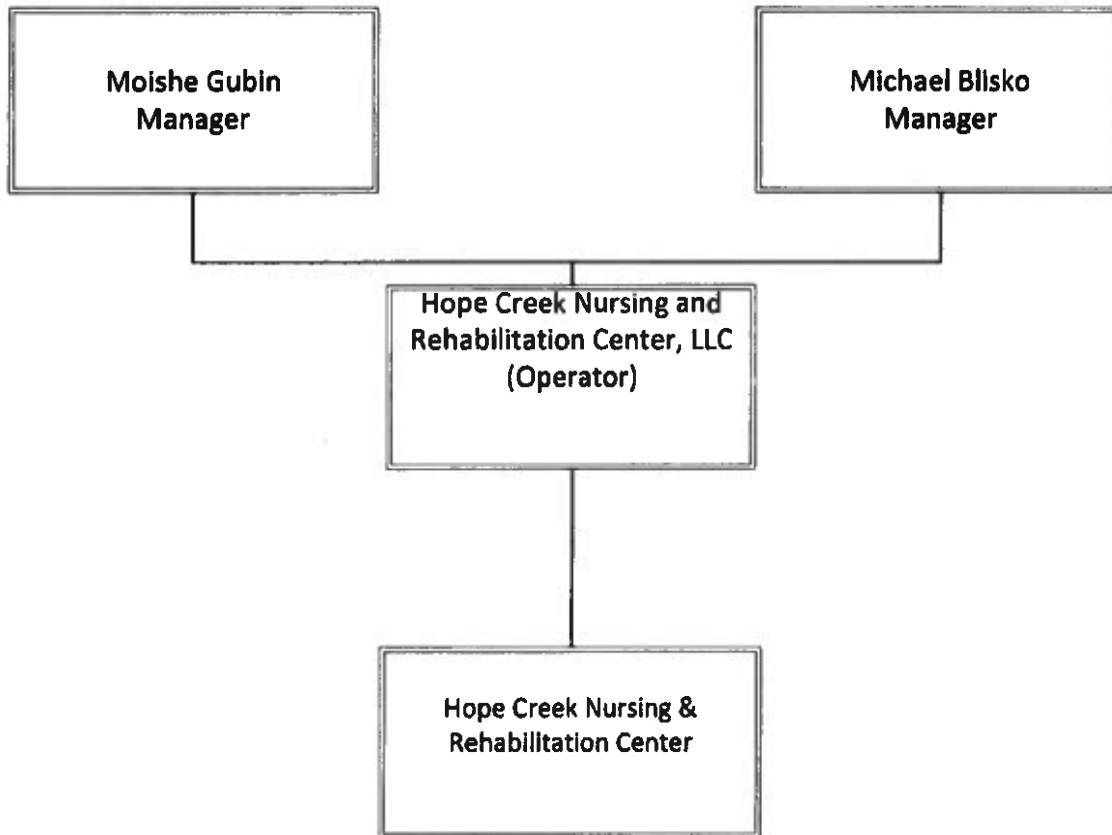 Moishe Gubin
Manager
Michael Blisko
Manager
Hope Creek Nursing and
Rehabilitation Center, LLC
(Operator)
Hope Creek Nursing &
Rehabilitation Center